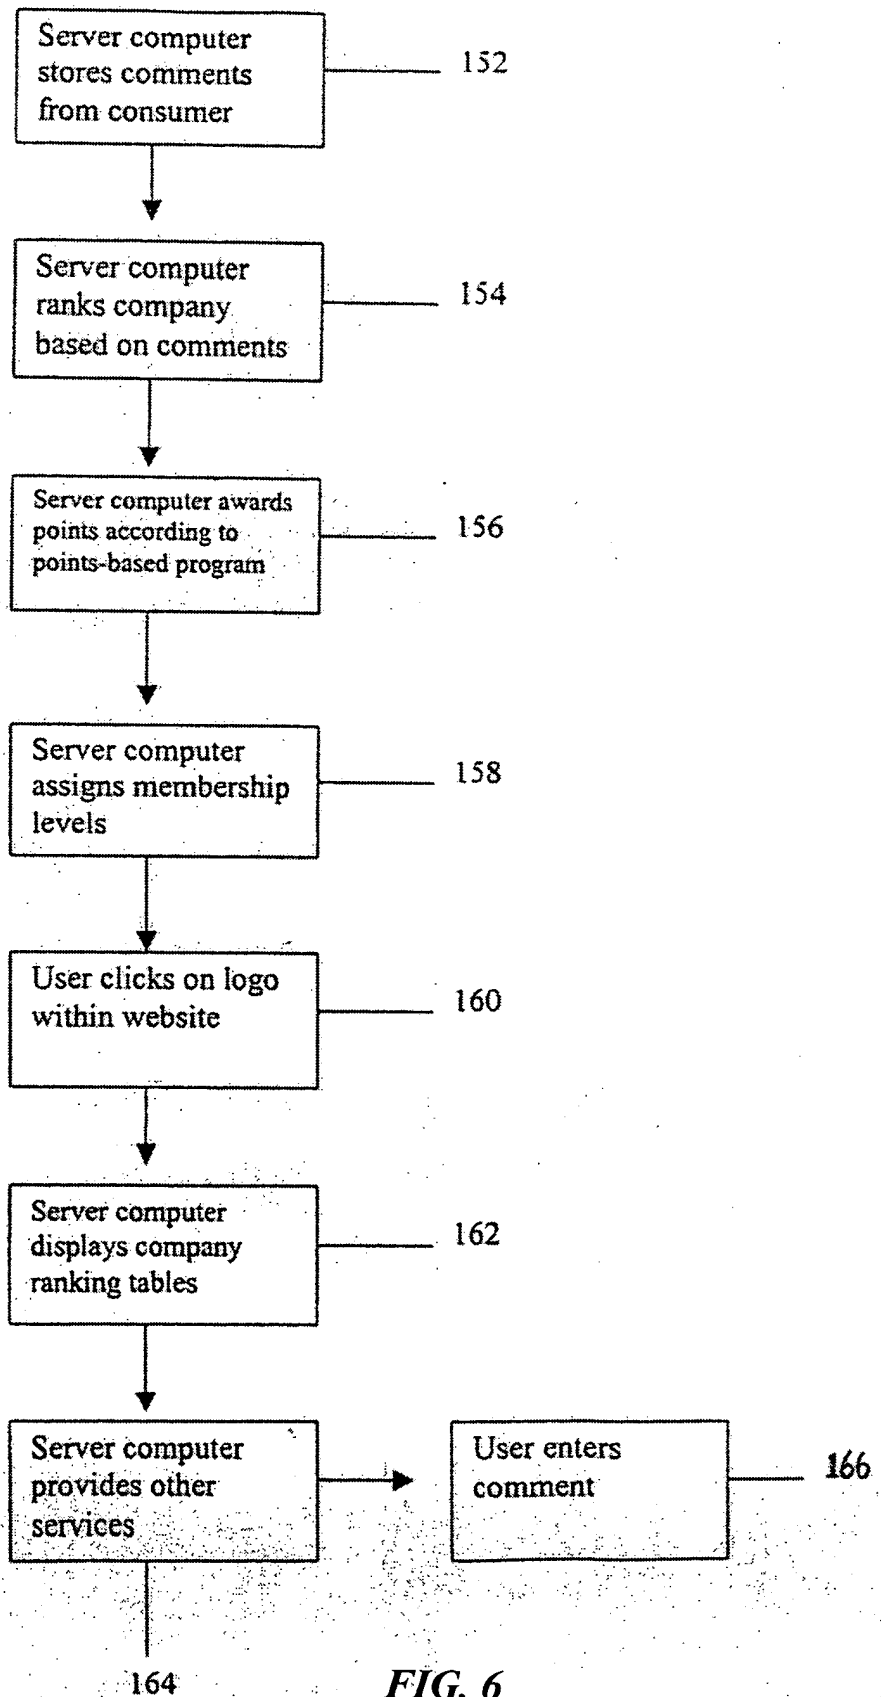 Server computer
stores comments
from consumer
152
Server computer
ranks company
based on comments
154
Server computer awards
points according to
points-based program
156
Server computer
assigns membership
levels
158
User clicks on logo
within website
160
Server computer
displays company
ranking tables
162
Server computer
provides other
services
User enters
comment
166
164
FIG. 6